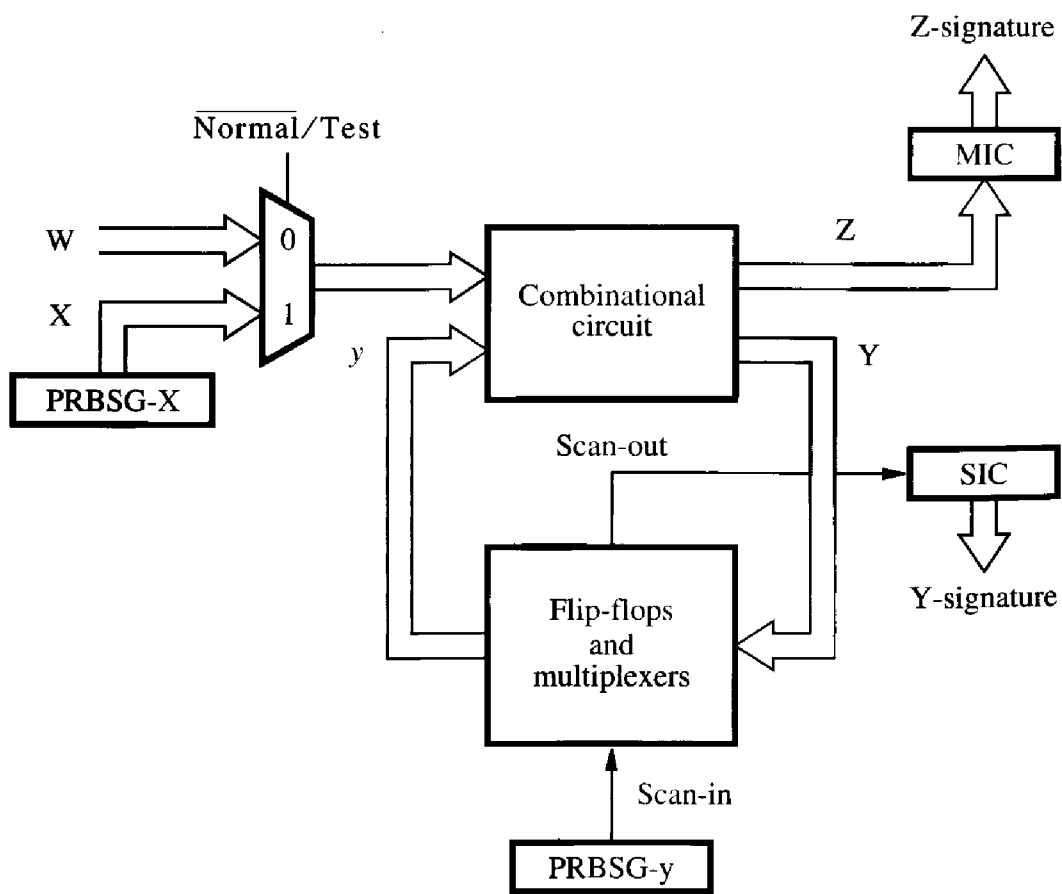 Z-signature
Normal/Test
MIC
W
0
Z
X
1
Combinational
circuit
y
Y
PRBSG-X
Scan-out
SIC
Flip-flops
and
multiplexers
Y-signature
Scan-in
PRBSG-y